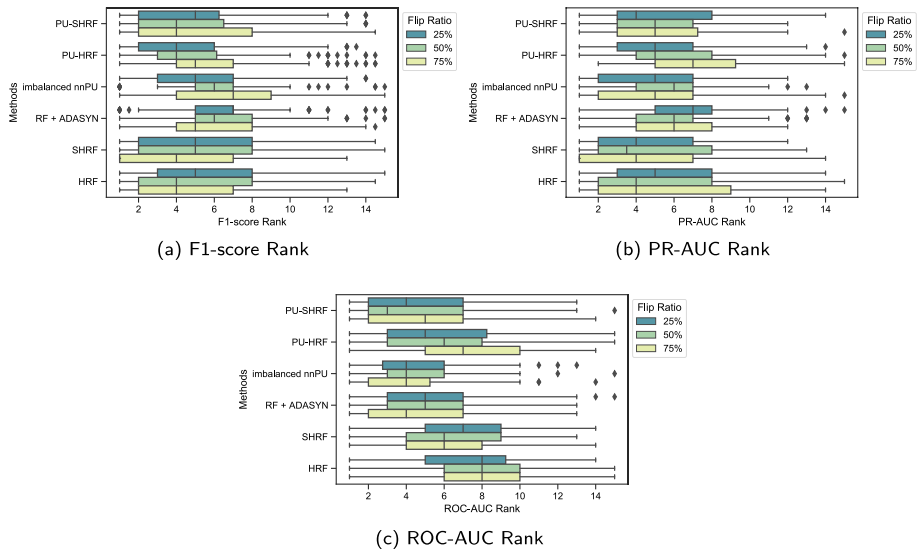 Flip Ratio
25%
50%
75%
PU-SHRF
PU-HRF
imbalanced nnPU
RF + ADASYN
SHRF
HRF
Methods
2 4 6 8 10 12 14
F1-score Rank
(a) F1-score Rank
Flip Ratio
25%
50%
75%
PU-SHRF
PU-HRF
imbalanced nnPU
RF + ADASYN
SHRF
HRF
Methods
2 4 6 8 10 12 14
PR-AUC Rank
(b) PR-AUC Rank
Flip Ratio
25%
50%
75%
PU-SHRF
PU-HRF
imbalanced nnPU
RF + ADASYN
SHRF
HRF
Methods
2 4 6 8 10 12 14
ROC-AUC Rank
(c) ROC-AUC Rank